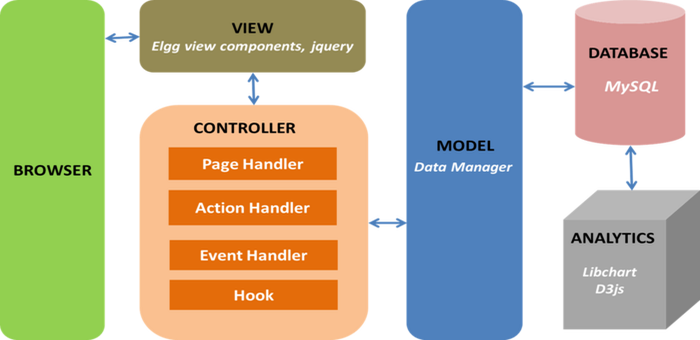 BROWSER
VIEW
Elgg view components, jquery
CONTROLLER
Page Handler
Action Handler
Event Handler
Hook
MODEL
Data Manager
DATABASE
MySQL
ANALYTICS
Libchart
D3js